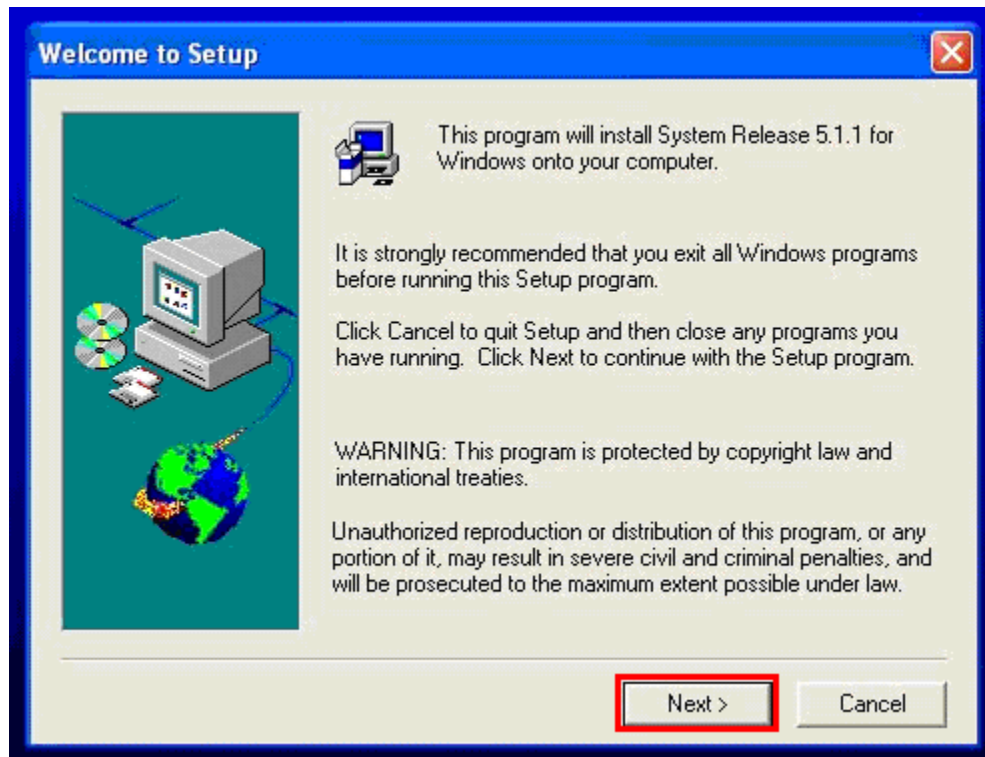 Welcome to Setup
This program will install System Release 5.1.1 for
Windows onto your computer.
It is strongly recommended that you exit all Windows programs
before running this Setup program.
Click Cancel to quit Setup and then close any programs you
have running.  Click Next to continue with the Setup program.
WARNING: This program is protected by copyright law and
international treaties.
Unauthorized reproduction or distribution of this program, or any
portion of it, may result in severe civil and criminal penalties, and
will be prosecuted to the maximum extent possible under law.
Next >
Cancel